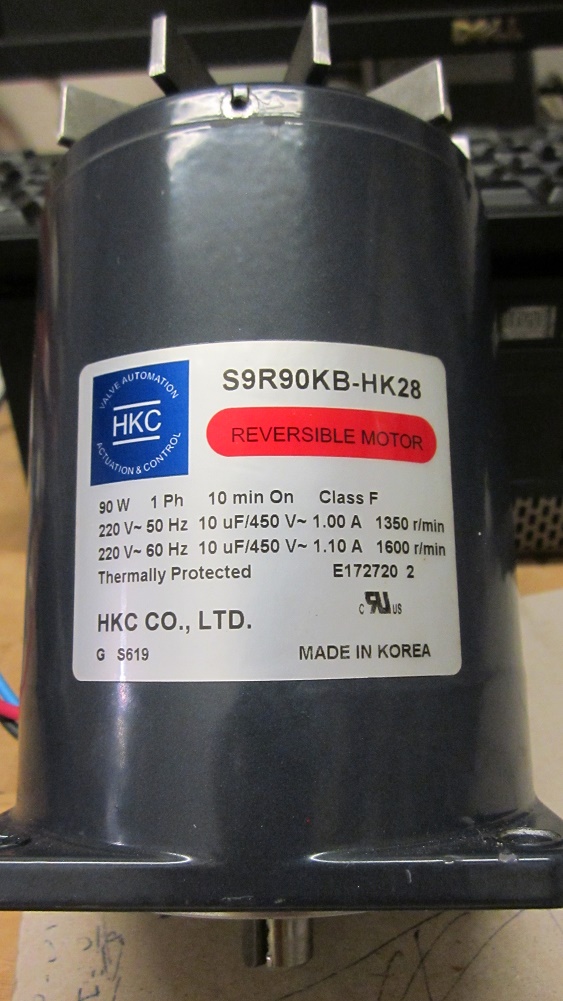 DELL
VALVE AUTOMATION
HKC
ACTUATION & CONTROL
S9R90KB-HK28
REVERSIBLE MOTOR
90 W 1 Ph 10 min On Class F
220 V~ 50 Hz 10 uF/450 V~ 1.00 A 1350 r/min
220 V~ 60 Hz 10 uF/450 V~ 1.10 A 1600 r/min
Thermally Protected E172720 2
c RU US
HKC CO., LTD.
G S619 MADE IN KOREA